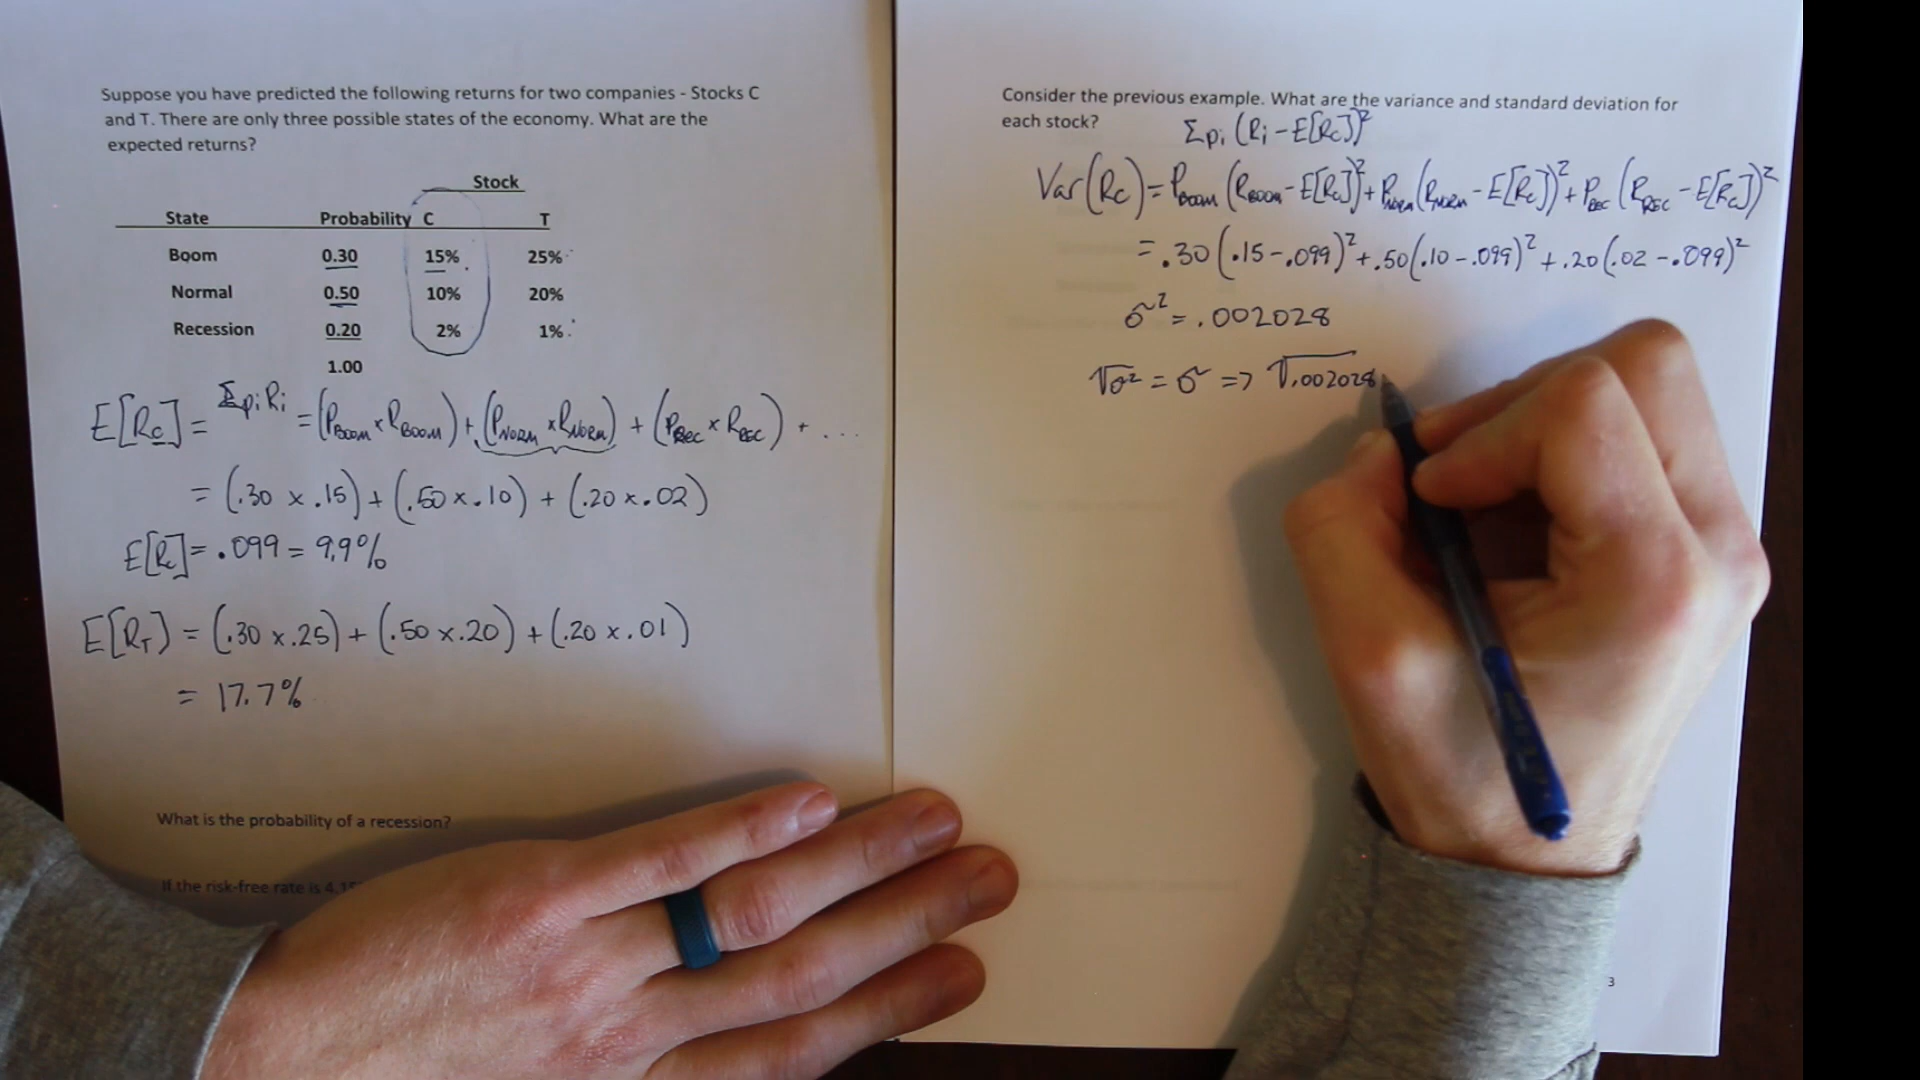 Suppose you have predicted the following returns for two companies - Stocks C
and T. There are only three possible states of the economy. What are the
expected returns?
Stock
State Probability C T
Boom 0.30 15% 25%
Normal 0.50 10% 20%
Recession 0.20 2% 1%
1.00
E[Rc] = Σpi Ri = (PBOOM × RBOOM) + (PNORM × RNORM) + (PREC × RREC) + ...
= (.30 × .15) + (.50 × .10) + (.20 × .02)
E[Rc] = .099 = 9.9%
E[RT) = (.30 × .25) + (.50 × .20) + (.20 × .01)
= 17.7%
What is the probability of a recession?
If the risk-free rate is
Consider the previous example. What are the variance and standard deviation for
each stock?
Σpi (Ri - E[Rc])²
Var(Rc) = PBOOM (RBOOM - E[Rc])² + PNORM (RNORM - E[Rc])² + PREC (RREC - E[Rc])²
= .30 (.15 - .099)² + .50 (.10 - .099)² + .20 (.02 - .099)²
σ² = .002028
√σ² = σ => √.002028
3